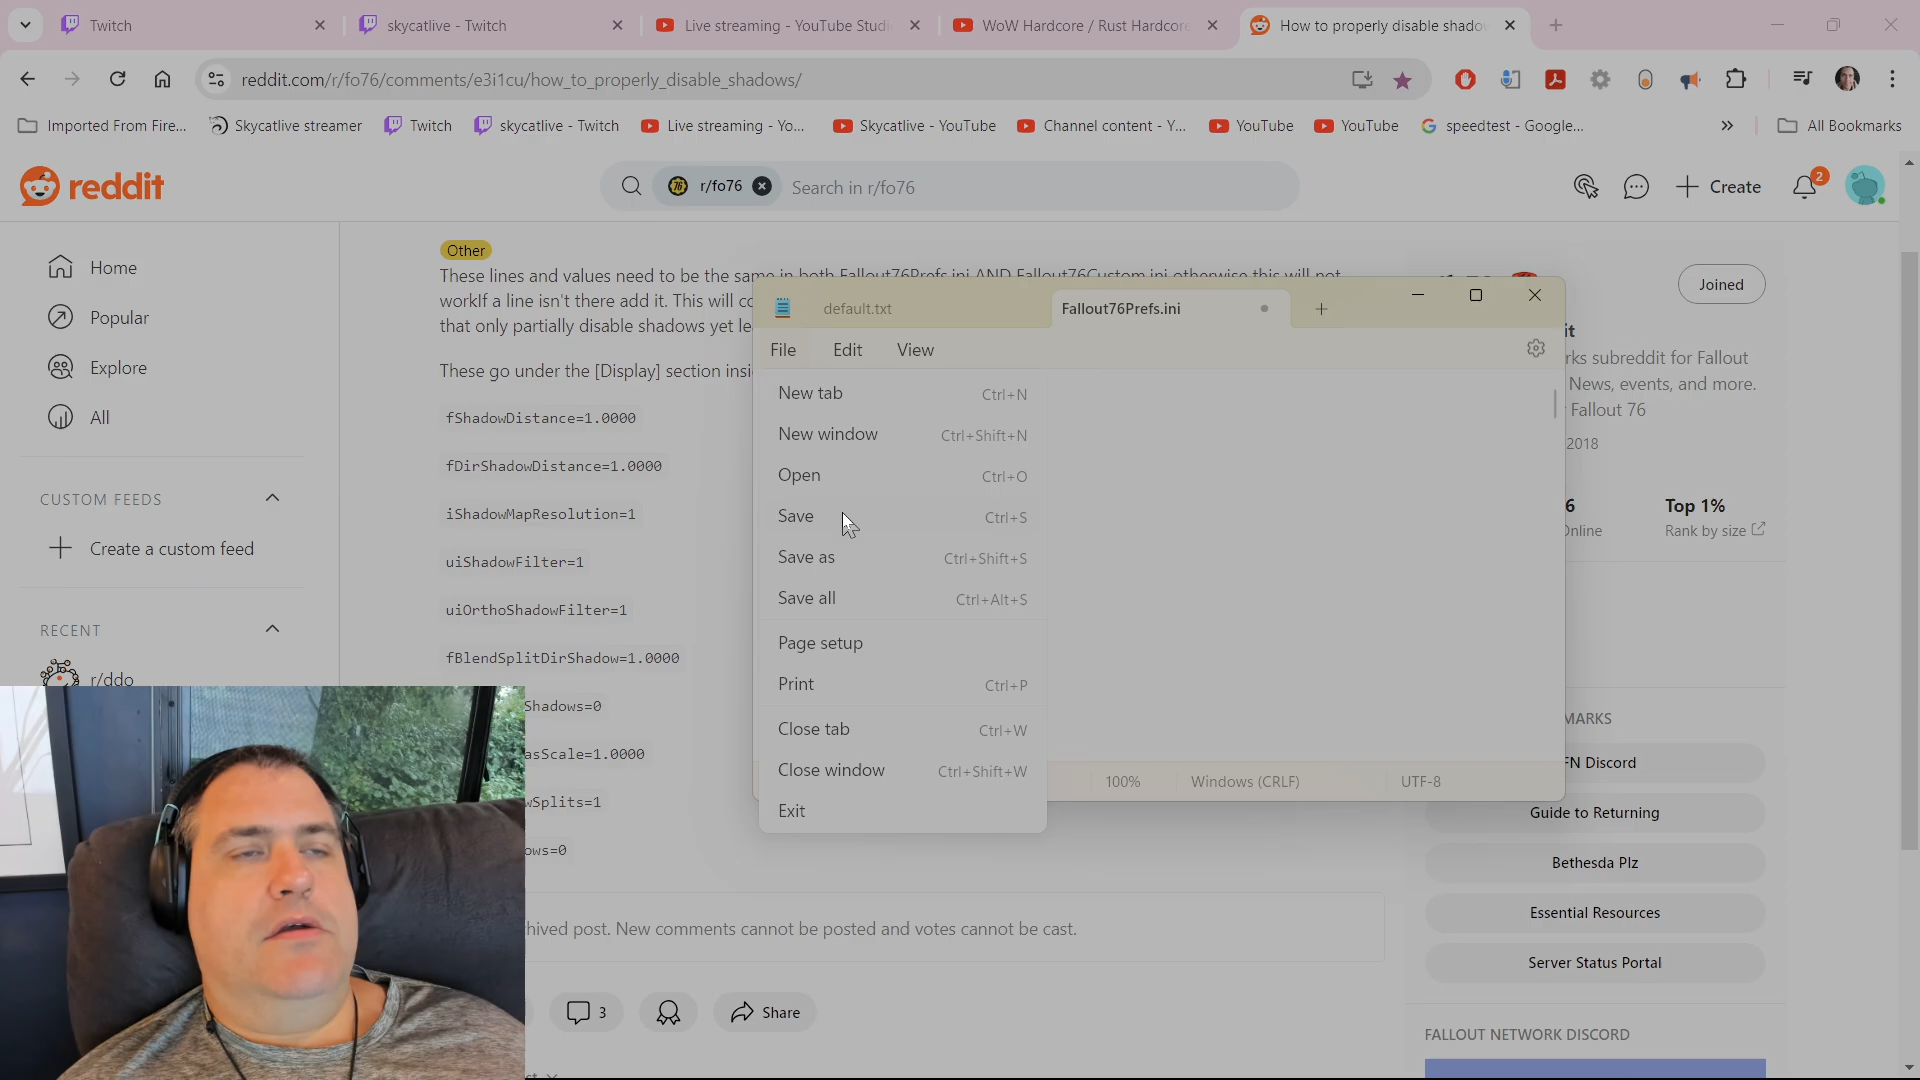 Twitch
skycatlive - Twitch
Live streaming - YouTube Studi
WoW Hardcore / Rust Hardcore
How to properly disable shado
reddit.com/r/fo76/comments/e3i1cu/how_to_properly_disable_shadows/
Imported From Fire...
Skycatlive streamer
Twitch
skycatlive - Twitch
Live streaming - Yo...
Skycatlive - YouTube
Channel content - Y...
YouTube
YouTube
speedtest - Google...
All Bookmarks
reddit
r/fo76
Search in r/fo76
Create
2
Home
Popular
Explore
All
CUSTOM FEEDS
Create a custom feed
RECENT
r/ddo
Other
These lines and values need to be the same in both Fallout76Prefs.ini AND Fallout76Custom.ini otherwise this will not
workIf a line isn't there add it. This will co
that only partially disable shadows yet le
These go under the [Display] section insi
fShadowDistance=1.0000
fDirShadowDistance=1.0000
iShadowMapResolution=1
uiShadowFilter=1
uiOrthoShadowFilter=1
fBlendSplitDirShadow=1.0000
Shadows=0
asScale=1.0000
wSplits=1
ows=0
hived post. New comments cannot be posted and votes cannot be cast.
3
Share
default.txt
Fallout76Prefs.ini
File
Edit
View
New tab Ctrl+N
New window Ctrl+Shift+N
Open Ctrl+O
Save Ctrl+S
Save as Ctrl+Shift+S
Save all Ctrl+Alt+S
Page setup
Print Ctrl+P
Close tab Ctrl+W
Close window Ctrl+Shift+W
Exit
100%
Windows (CRLF)
UTF-8
Joined
it
rks subreddit for Fallout
News, events, and more.
Fallout 76
2018
6
Online
Top 1%
Rank by size
MARKS
FN Discord
Guide to Returning
Bethesda Plz
Essential Resources
Server Status Portal
FALLOUT NETWORK DISCORD